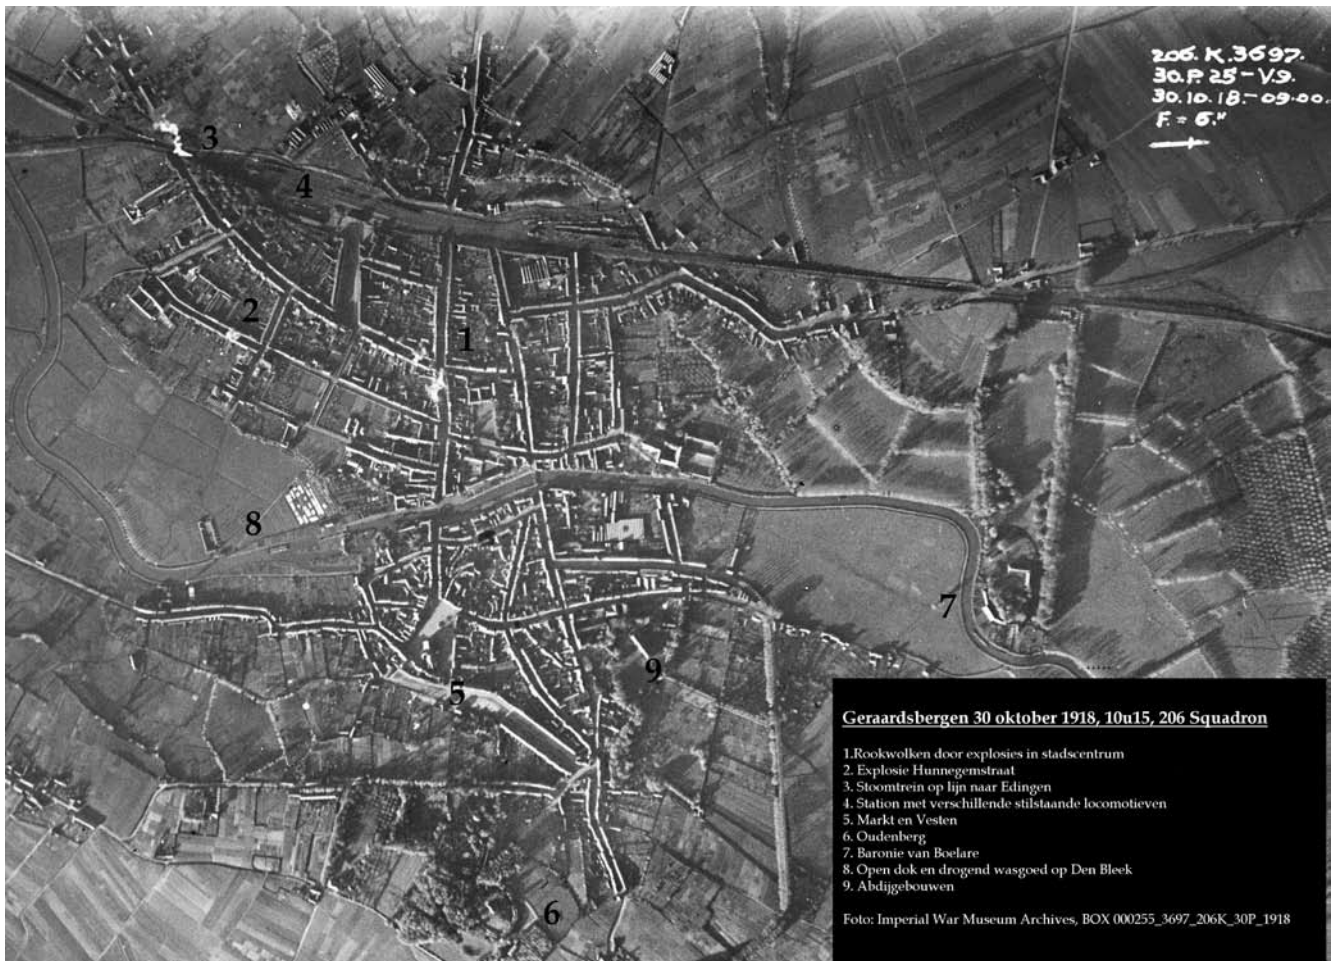 206.K.3697.
30.P.25-V9.
30.10.18.-09.00.
F.= 6."
3
4
2
1
8
7
9
5
6
Geraardsbergen 30 oktober 1918, 10u15, 206 Squadron
1.Rookwolken door explosies in stadscentrum
2. Explosie Hunnegemstraat
3. Stoomtrein op lijn naar Edingen
4. Station met verschillende stilstaande locomotieven
5. Markt en Vesten
6. Oudenberg
7. Baronie van Boelare
8. Open dok en drogend wasgoed op Den Bleek
9. Abdijgebouwen
Foto: Imperial War Museum Archives, BOX 000255_3697_206K_30P_1918